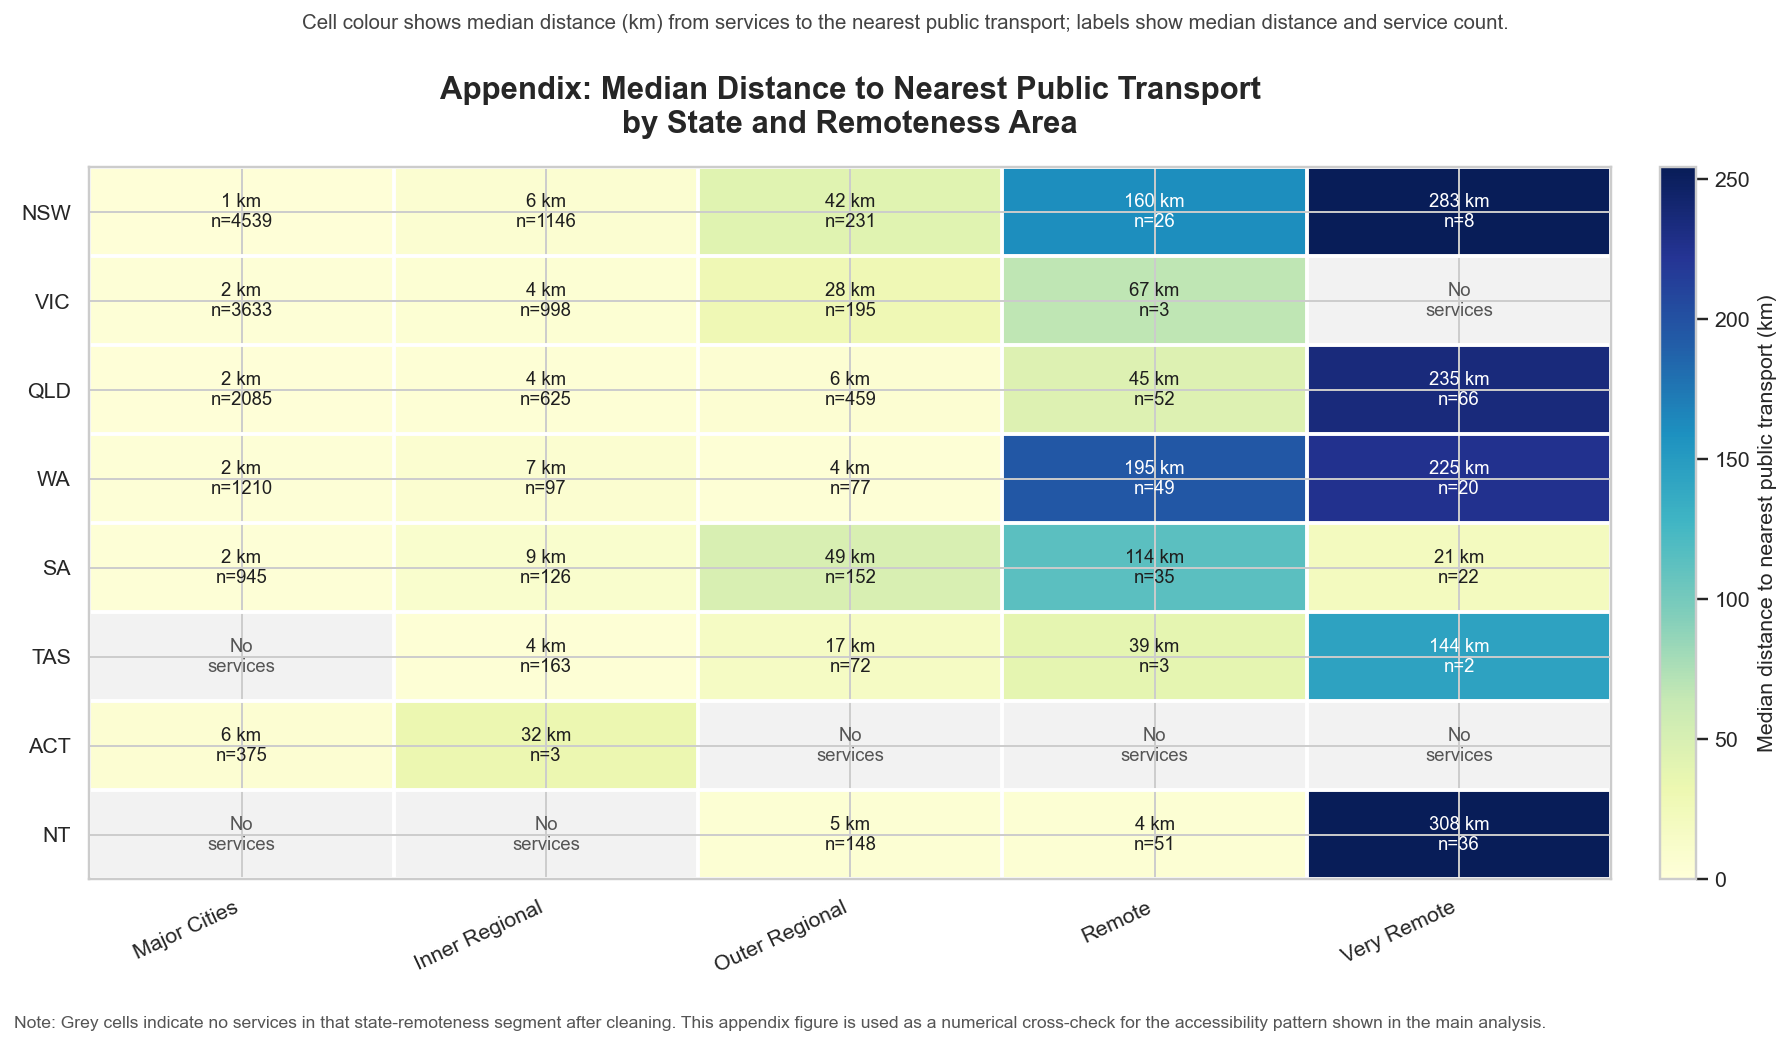 Cell colour shows median distance (km) from services to the nearest public transport; labels show median distance and service count.
Appendix: Median Distance to Nearest Public Transport
by State and Remoteness Area
NSW
1 km
n=4539
6 km
n=1146
42 km
n=231
160 km
n=26
283 km
n=8
VIC
2 km
n=3633
4 km
n=998
28 km
n=195
67 km
n=3
No
services
QLD
2 km
n=2085
4 km
n=625
6 km
n=459
45 km
n=52
235 km
n=66
WA
2 km
n=1210
7 km
n=97
4 km
n=77
195 km
n=49
225 km
n=20
SA
2 km
n=945
9 km
n=126
49 km
n=152
114 km
n=35
21 km
n=22
TAS
No
services
4 km
n=163
17 km
n=72
39 km
n=3
144 km
n=2
ACT
6 km
n=375
32 km
n=3
No
services
No
services
No
services
NT
No
services
No
services
5 km
n=148
4 km
n=51
308 km
n=36
Major Cities
Inner Regional
Outer Regional
Remote
Very Remote
250
200
150
100
50
0
Median distance to nearest public transport (km)
Note: Grey cells indicate no services in that state-remoteness segment after cleaning. This appendix figure is used as a numerical cross-check for the accessibility pattern shown in the main analysis.